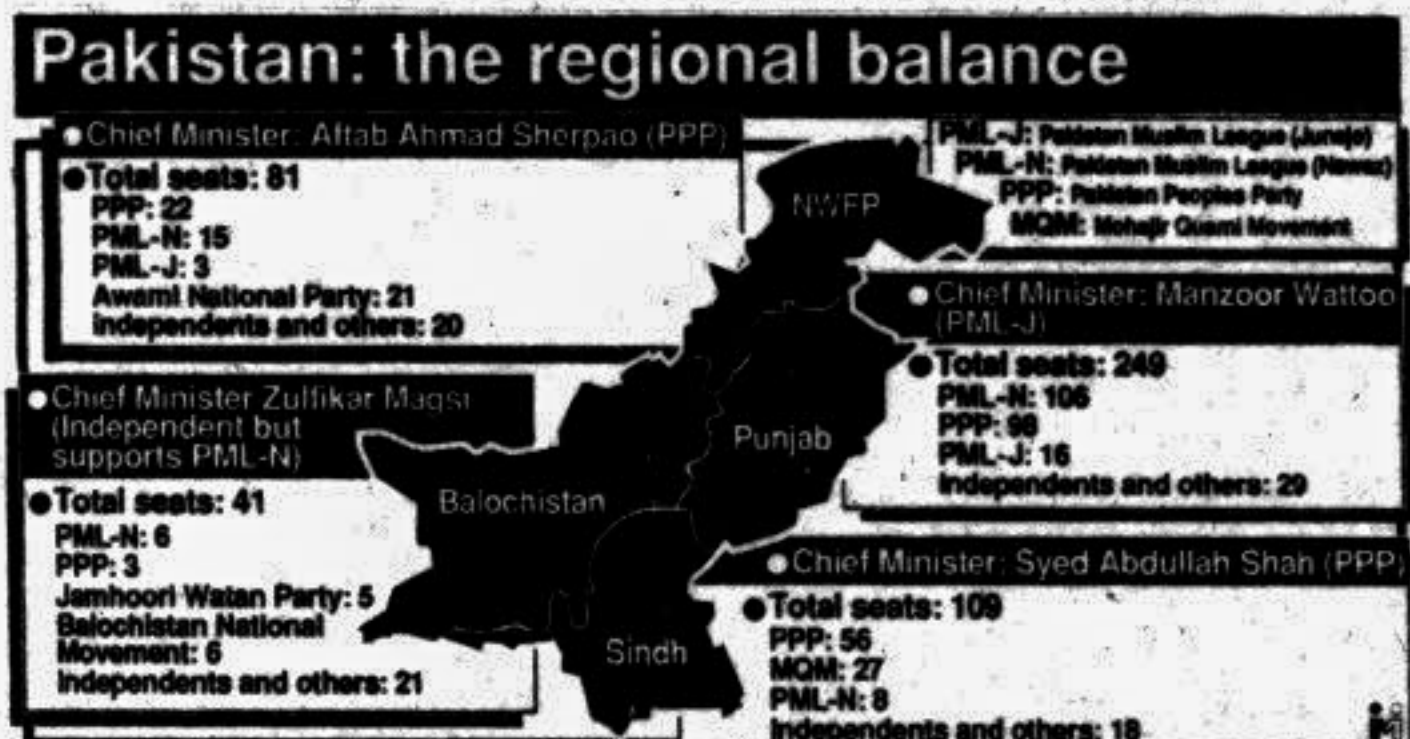 Pakistan: the regional balance
● Chief Minister: Aftab Ahmad Sherpao (PPP)
● Total seats: 81
PPP: 22
PML-N: 15
PML-J: 3
Awami National Party: 21
Independents and others: 20
PML-J: Pakistan Muslim League (Junejo)
PML-N: Pakistan Muslim League (Nawaz)
PPP: Pakistan Peoples Party
MQM: Mohajir Quami Movement
NWFP
● Chief Minister: Manzoor Wattoo
(PML-J)
● Total seats: 249
PML-N: 106
PPP: 98
PML-J: 16
Independents and others: 29
● Chief Minister Zulfikar Magsi
(Independent but
supports PML-N)
● Total seats: 41
PML-N: 6
PPP: 3
Jamhoori Watan Party: 5
Balochistan National
Movement: 6
Independents and others: 21
Punjab
Balochistan
Sindh
● Chief Minister: Syed Abdullah Shah (PPP)
● Total seats: 109
PPP: 56
MQM: 27
PML-N: 8
Independents and others: 18